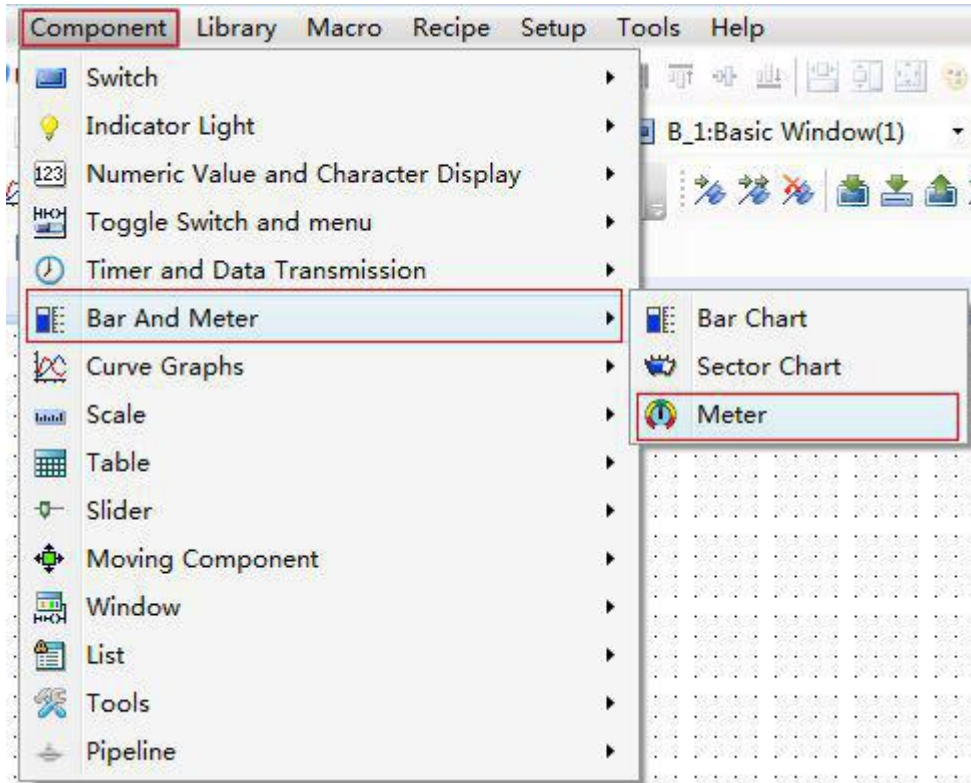 Component Library Macro Recipe Setup Tools Help
Switch
B_1:Basic Window(1)
Indicator Light
123 Numeric Value and Character Display
Toggle Switch and menu
Timer and Data Transmission
Bar And Meter
Bar Chart
Curve Graphs
Sector Chart
Scale
Meter
Table
Slider
Moving Component
Window
List
Tools
Pipeline